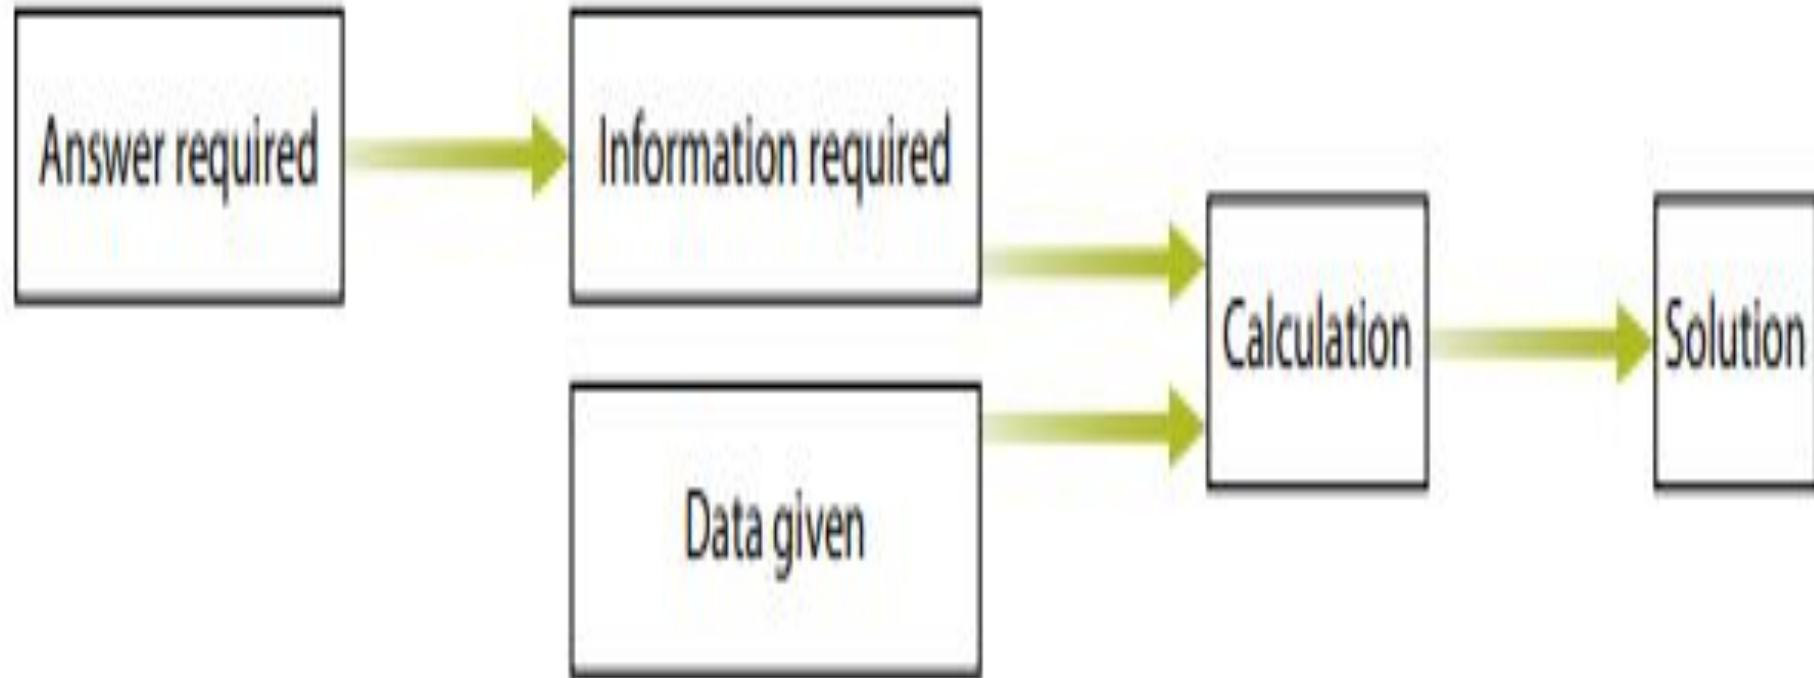 Answer required
Information required
Data given
Calculation
Solution